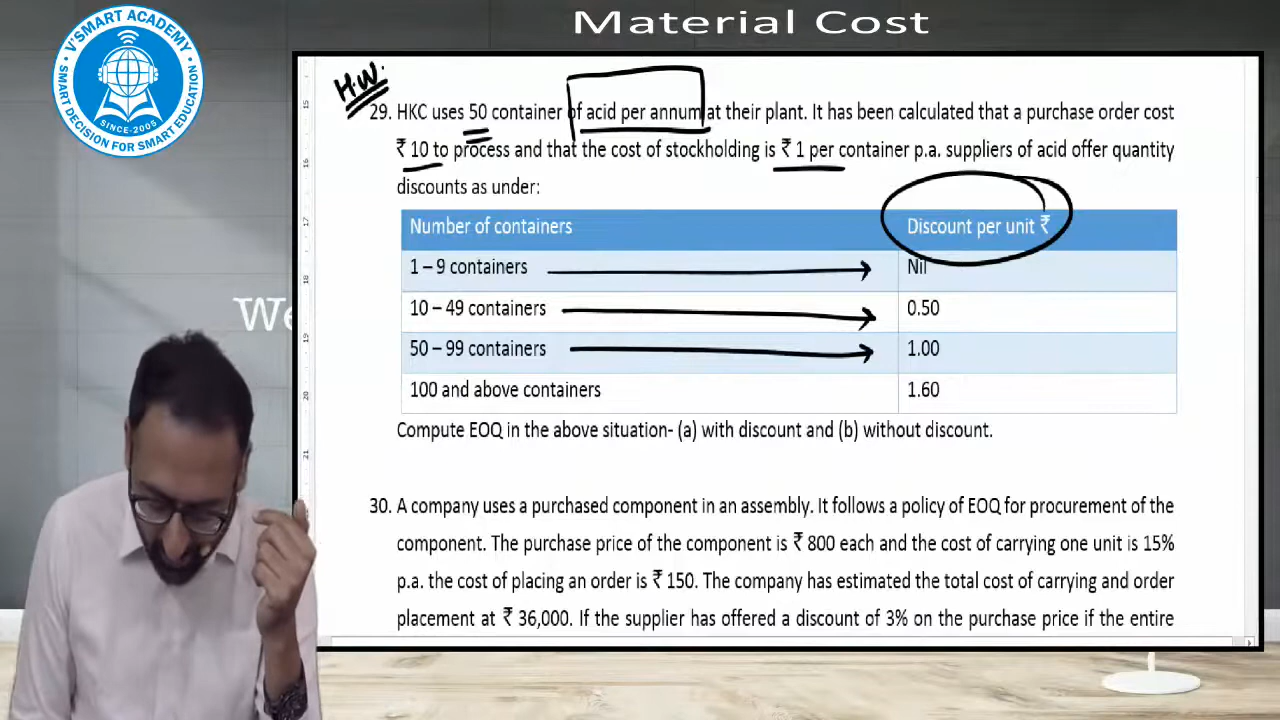 Material Cost
V'SMART ACADEMY
SINCE-2005
SMART DECISION FOR SMART EDUCATION
We
H.W.
29. HKC uses 50 container of acid per annum at their plant. It has been calculated that a purchase order cost
₹ 10 to process and that the cost of stockholding is ₹ 1 per container p.a. suppliers of acid offer quantity
discounts as under:
Number of containers Discount per unit ₹
1 – 9 containers Nil
10 – 49 containers 0.50
50 – 99 containers 1.00
100 and above containers 1.60
Compute EOQ in the above situation- (a) with discount and (b) without discount.
30. A company uses a purchased component in an assembly. It follows a policy of EOQ for procurement of the
component. The purchase price of the component is ₹ 800 each and the cost of carrying one unit is 15%
p.a. the cost of placing an order is ₹ 150. The company has estimated the total cost of carrying and order
placement at ₹ 36,000. If the supplier has offered a discount of 3% on the purchase price if the entire
15
16
17
18
19
20
21